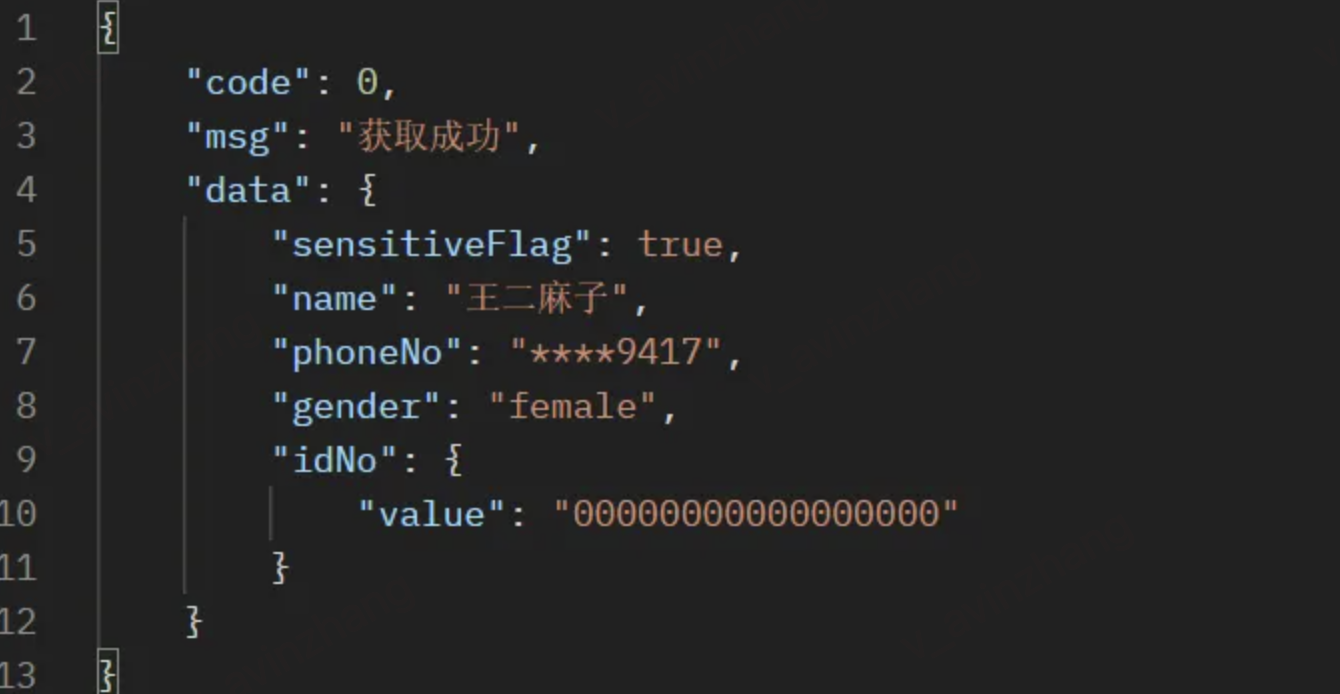 1 {
2 "code": 0,
3 "msg": "获取成功",
4 "data": {
5 "sensitiveFlag": true,
6 "name": "王二麻子",
7 "phoneNo": "****9417",
8 "gender": "female",
9 "idNo": {
10 "value": "00000000000000000"
11 }
12 }
13 }